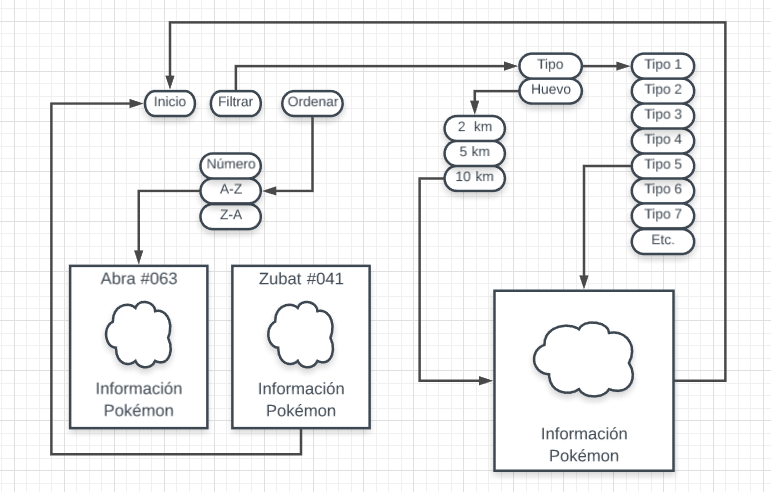 Inicio
Filtrar
Ordenar
Número
A-Z
Z-A
Abra #063
Información
Pokémon
Zubat #041
Información
Pokémon
Tipo
Huevo
2 km
5 km
10 km
Tipo 1
Tipo 2
Tipo 3
Tipo 4
Tipo 5
Tipo 6
Tipo 7
Etc.
Información
Pokémon